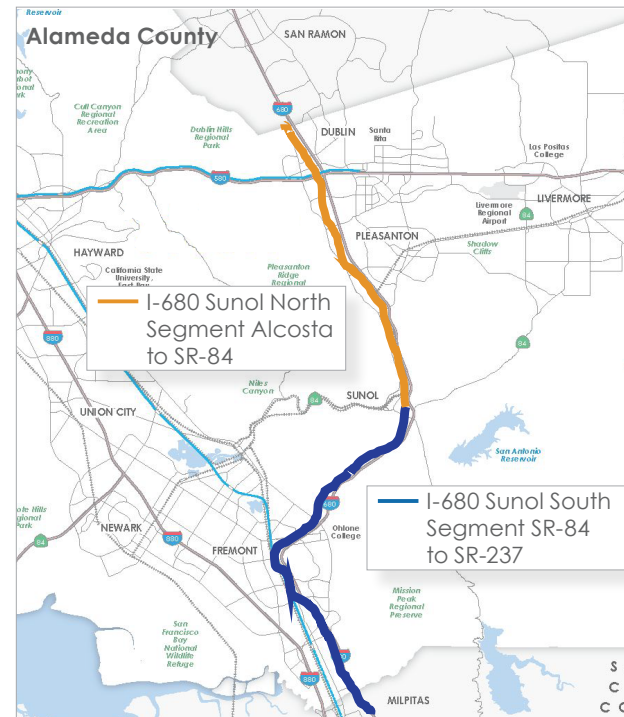 Reservoir
Alameda County
SAN RAMON
680
Cull Canyon
Regional
Recreation
Area
Dublin Hills
Regional
Park
DUBLIN
Santa
Rita
Las Positas
College
580
Livermore
Regional
Airport
LIVERMORE
84
PLEASANTON
Shadow
Cliffs
HAYWARD
California State
University,
Pleasanton
Ridge
Regional
I-680 Sunol North
Segment Alcosta
to SR-84
880
84
Niles
Canyon
84
SUNOL
UNION CITY
San Antonio
Reservoir
I-680 Sunol South
Segment SR-84
to SR-237
680
Ohlone
College
NEWARK
880
84
FREMONT
Mission
Peak
Regional
Preserve
San
Francisco
Bay
National
Wildlife
Refuge
880
MILPITAS
S
C
C O